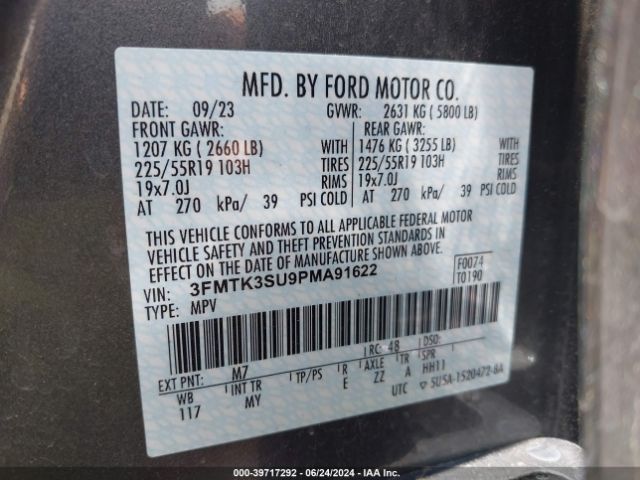 MFD. BY FORD MOTOR CO.
DATE: 09/23 GVWR: 2631 KG ( 5800 LB)
FRONT GAWR: REAR GAWR:
1207 KG ( 2660 LB) WITH 1476 KG ( 3255 LB) WITH
225/55R19 103H TIRES 225/55R19 103H TIRES
19x7.0J RIMS 19x7.0J RIMS
AT 270 kPa/ 39 PSI COLD AT 270 kPa/ 39 PSI COLD
THIS VEHICLE CONFORMS TO ALL APPLICABLE FEDERAL MOTOR
VEHICLE SAFETY AND THEFT PREVENTION STANDARDS IN
EFFECT ON THE DATE OF MANUFACTURE SHOWN ABOVE.
VIN: 3FMTK3SU9PMA91622 F0074
TYPE: MPV T0190
EXT PNT: M7 RC: 48 DSO:
WB INT TR TP/PS R AXLE TR SPR
117 MY E ZZ A HH11
UTC SU5A-1520472-BA
000-39717292 - 06/24/2024 - IAA Inc.